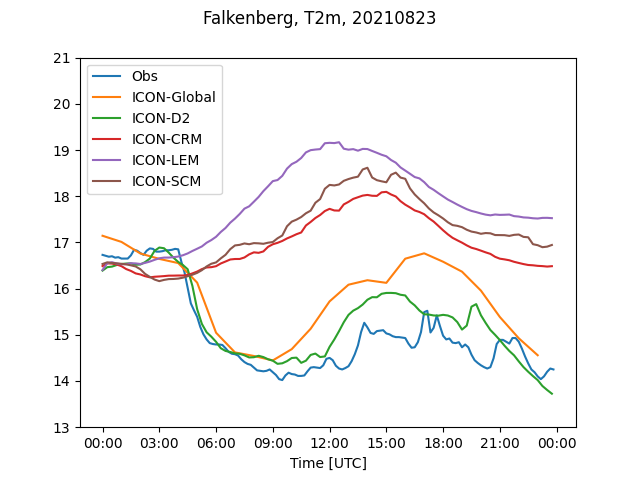 Falkenberg, T2m, 20210823
21
20
19
18
17
16
15
14
13
Obs
ICON-Global
ICON-D2
ICON-CRM
ICON-LEM
ICON-SCM
00:00 03:00 06:00 09:00 12:00 15:00 18:00 21:00 00:00
Time [UTC]